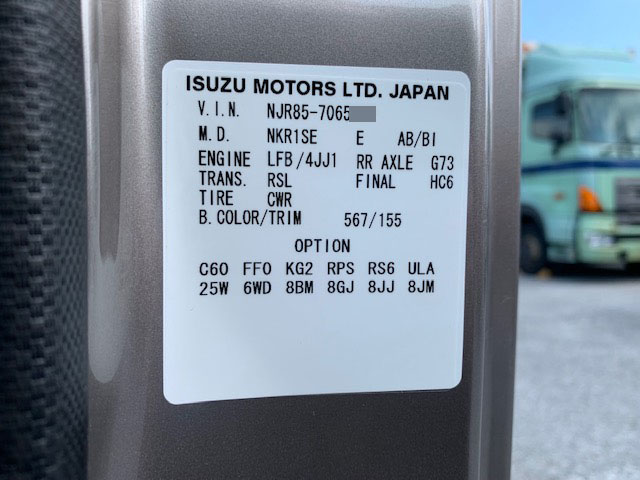 ISUZU MOTORS LTD. JAPAN
V.I.N. NJR85-7065
M.D. NKR1SE E AB/BI
ENGINE LFB/4JJ1 RR AXLE G73
TRANS. RSL FINAL HC6
TIRE CWR
B.COLOR/TRIM 567/155
OPTION
C60 FF0 KG2 RPS RS6 ULA
25W 6WD 8BM 8GJ 8JJ 8JM